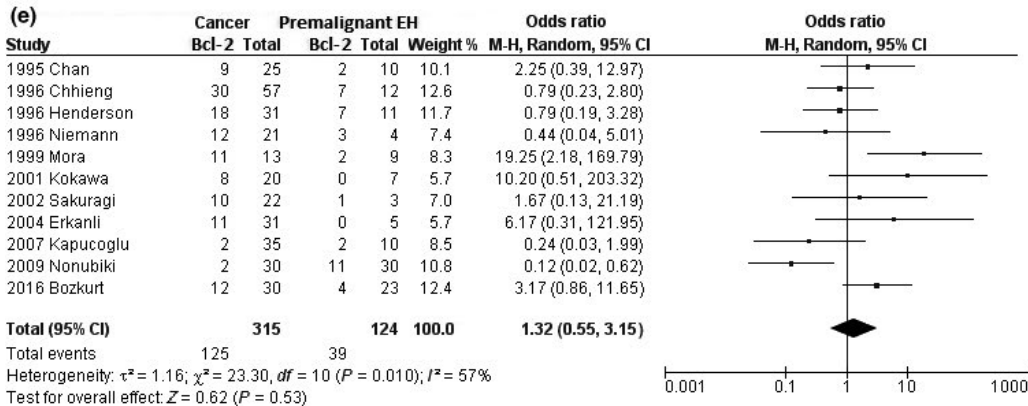 (e)
Cancer Premalignant EH Odds ratio Odds ratio
Study Bcl-2 Total Bcl-2 Total Weight % M-H, Random, 95% CI M-H, Random, 95% CI
1995 Chan 9 25 2 10 10.1 2.25 (0.39, 12.97)
1996 Chhieng 30 57 7 12 12.6 0.79 (0.23, 2.80)
1996 Henderson 18 31 7 11 11.7 0.79 (0.19, 3.28)
1996 Niemann 12 21 3 4 7.4 0.44 (0.04, 5.01)
1999 Mora 11 13 2 9 8.3 19.25 (2.18, 169.79)
2001 Kokawa 8 20 0 7 5.7 10.20 (0.51, 203.32)
2002 Sakuragi 10 22 1 3 7.0 1.67 (0.13, 21.19)
2004 Erkanli 11 31 0 5 5.7 6.17 (0.31, 121.95)
2007 Kapucoglu 2 35 2 10 8.5 0.24 (0.03, 1.99)
2009 Nonubiki 2 30 11 30 10.8 0.12 (0.02, 0.62)
2016 Bozkurt 12 30 4 23 12.4 3.17 (0.86, 11.65)
Total (95% CI) 315 124 100.0 1.32 (0.55, 3.15)
Total events 125 39
Heterogeneity: τ² = 1.16; χ² = 23.30, df = 10 (P = 0.010); I² = 57%
Test for overall effect: Z = 0.62 (P = 0.53)
0.001 0.1 1 10 1000